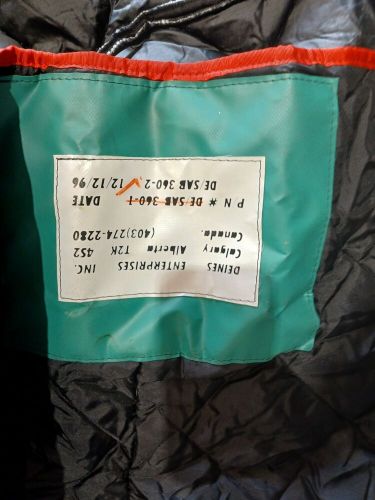 DEINES ENTERPRISES INC.
Calgary Alberta T2K 452
Canada. (403)274-2280
P N * DE SAB 360-1 DATE
DE SAB 360-2 12/12/96